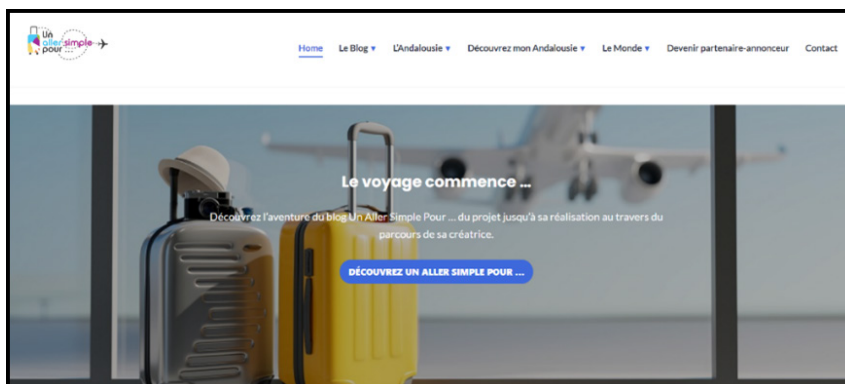 Un
aller simple
pour ...
Home Le Blog L'Andalousie Découvrez mon Andalousie Le Monde Devenir partenaire-annonceur Contact
Le voyage commence ...
Découvrez l'aventure du blog Un Aller Simple Pour ... du projet jusqu'à sa réalisation au travers du
parcours de sa créatrice.
DÉCOUVREZ UN ALLER SIMPLE POUR ....